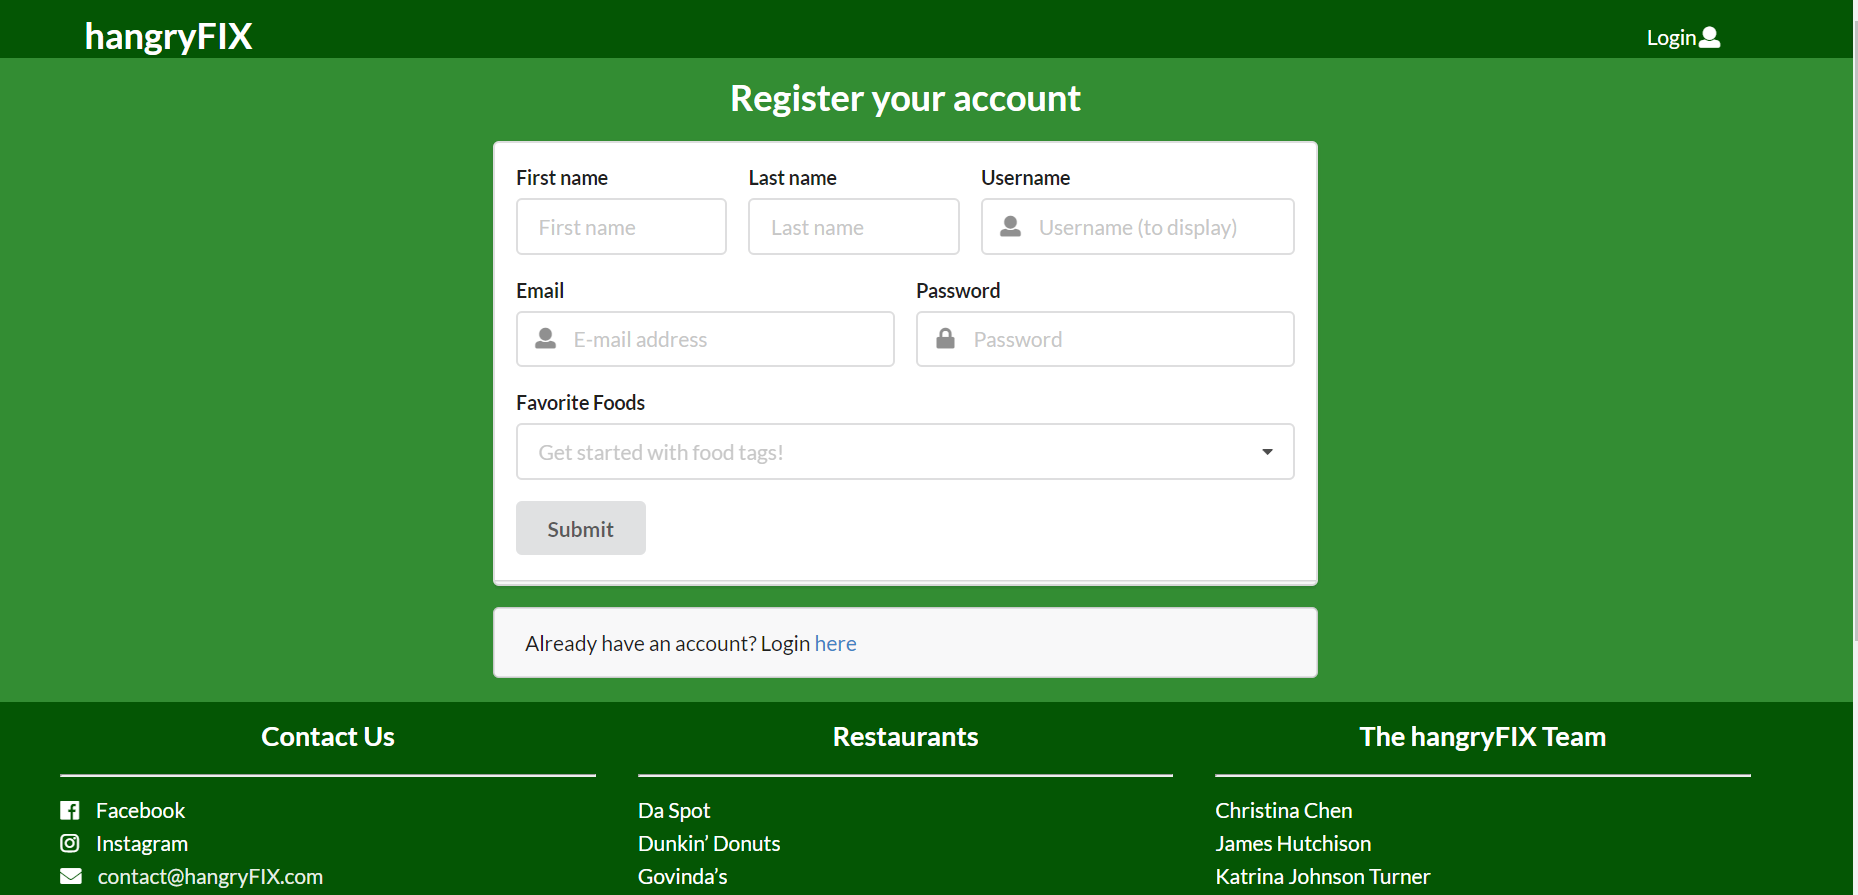 hangryFIX
Login
Register your account
First name Last name Username
First name Last name Username (to display)
Email Password
E-mail address Password
Favorite Foods
Get started with food tags!
Submit
Already have an account? Login here
Contact Us
Facebook
Instagram
contact@hangryFIX.com
Restaurants
Da Spot
Dunkin’ Donuts
Govinda’s
The hangryFIX Team
Christina Chen
James Hutchison
Katrina Johnson Turner